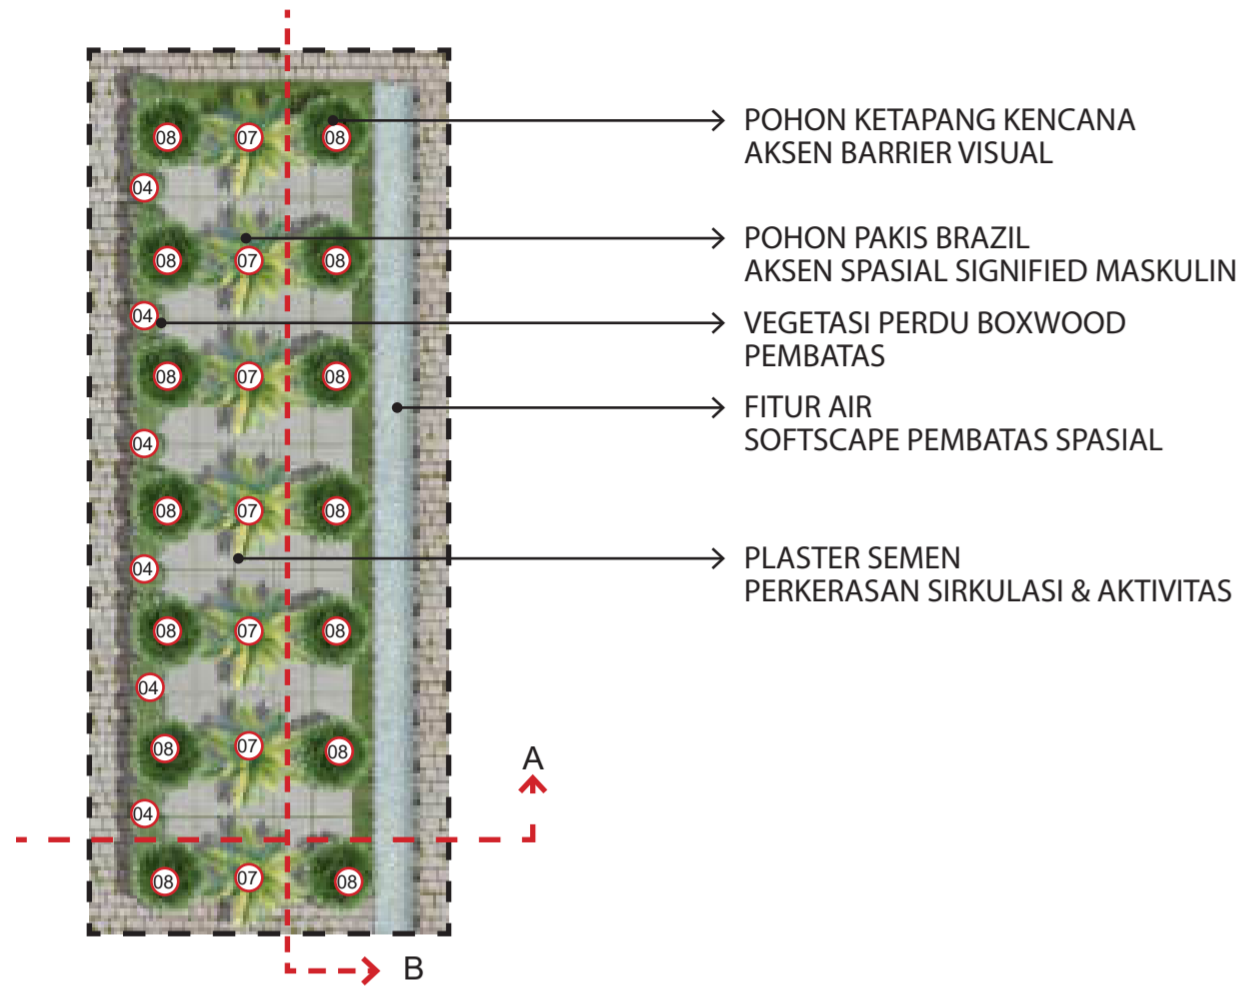 08 07 08
POHON KETAPANG KENCANA
AKSEN BARRIER VISUAL
04
08 07 08
POHON PAKIS BRAZIL
AKSEN SPASIAL SIGNIFIED MASKULIN
04
VEGETASI PERDU BOXWOOD
PEMBATAS
08 07 08
FITUR AIR
SOFTSCAPE PEMBATAS SPASIAL
04
08 07 08
04
PLASTER SEMEN
PERKERASAN SIRKULASI & AKTIVITAS
08 07 08
04
08 07 08
A
04
08 07 08
B